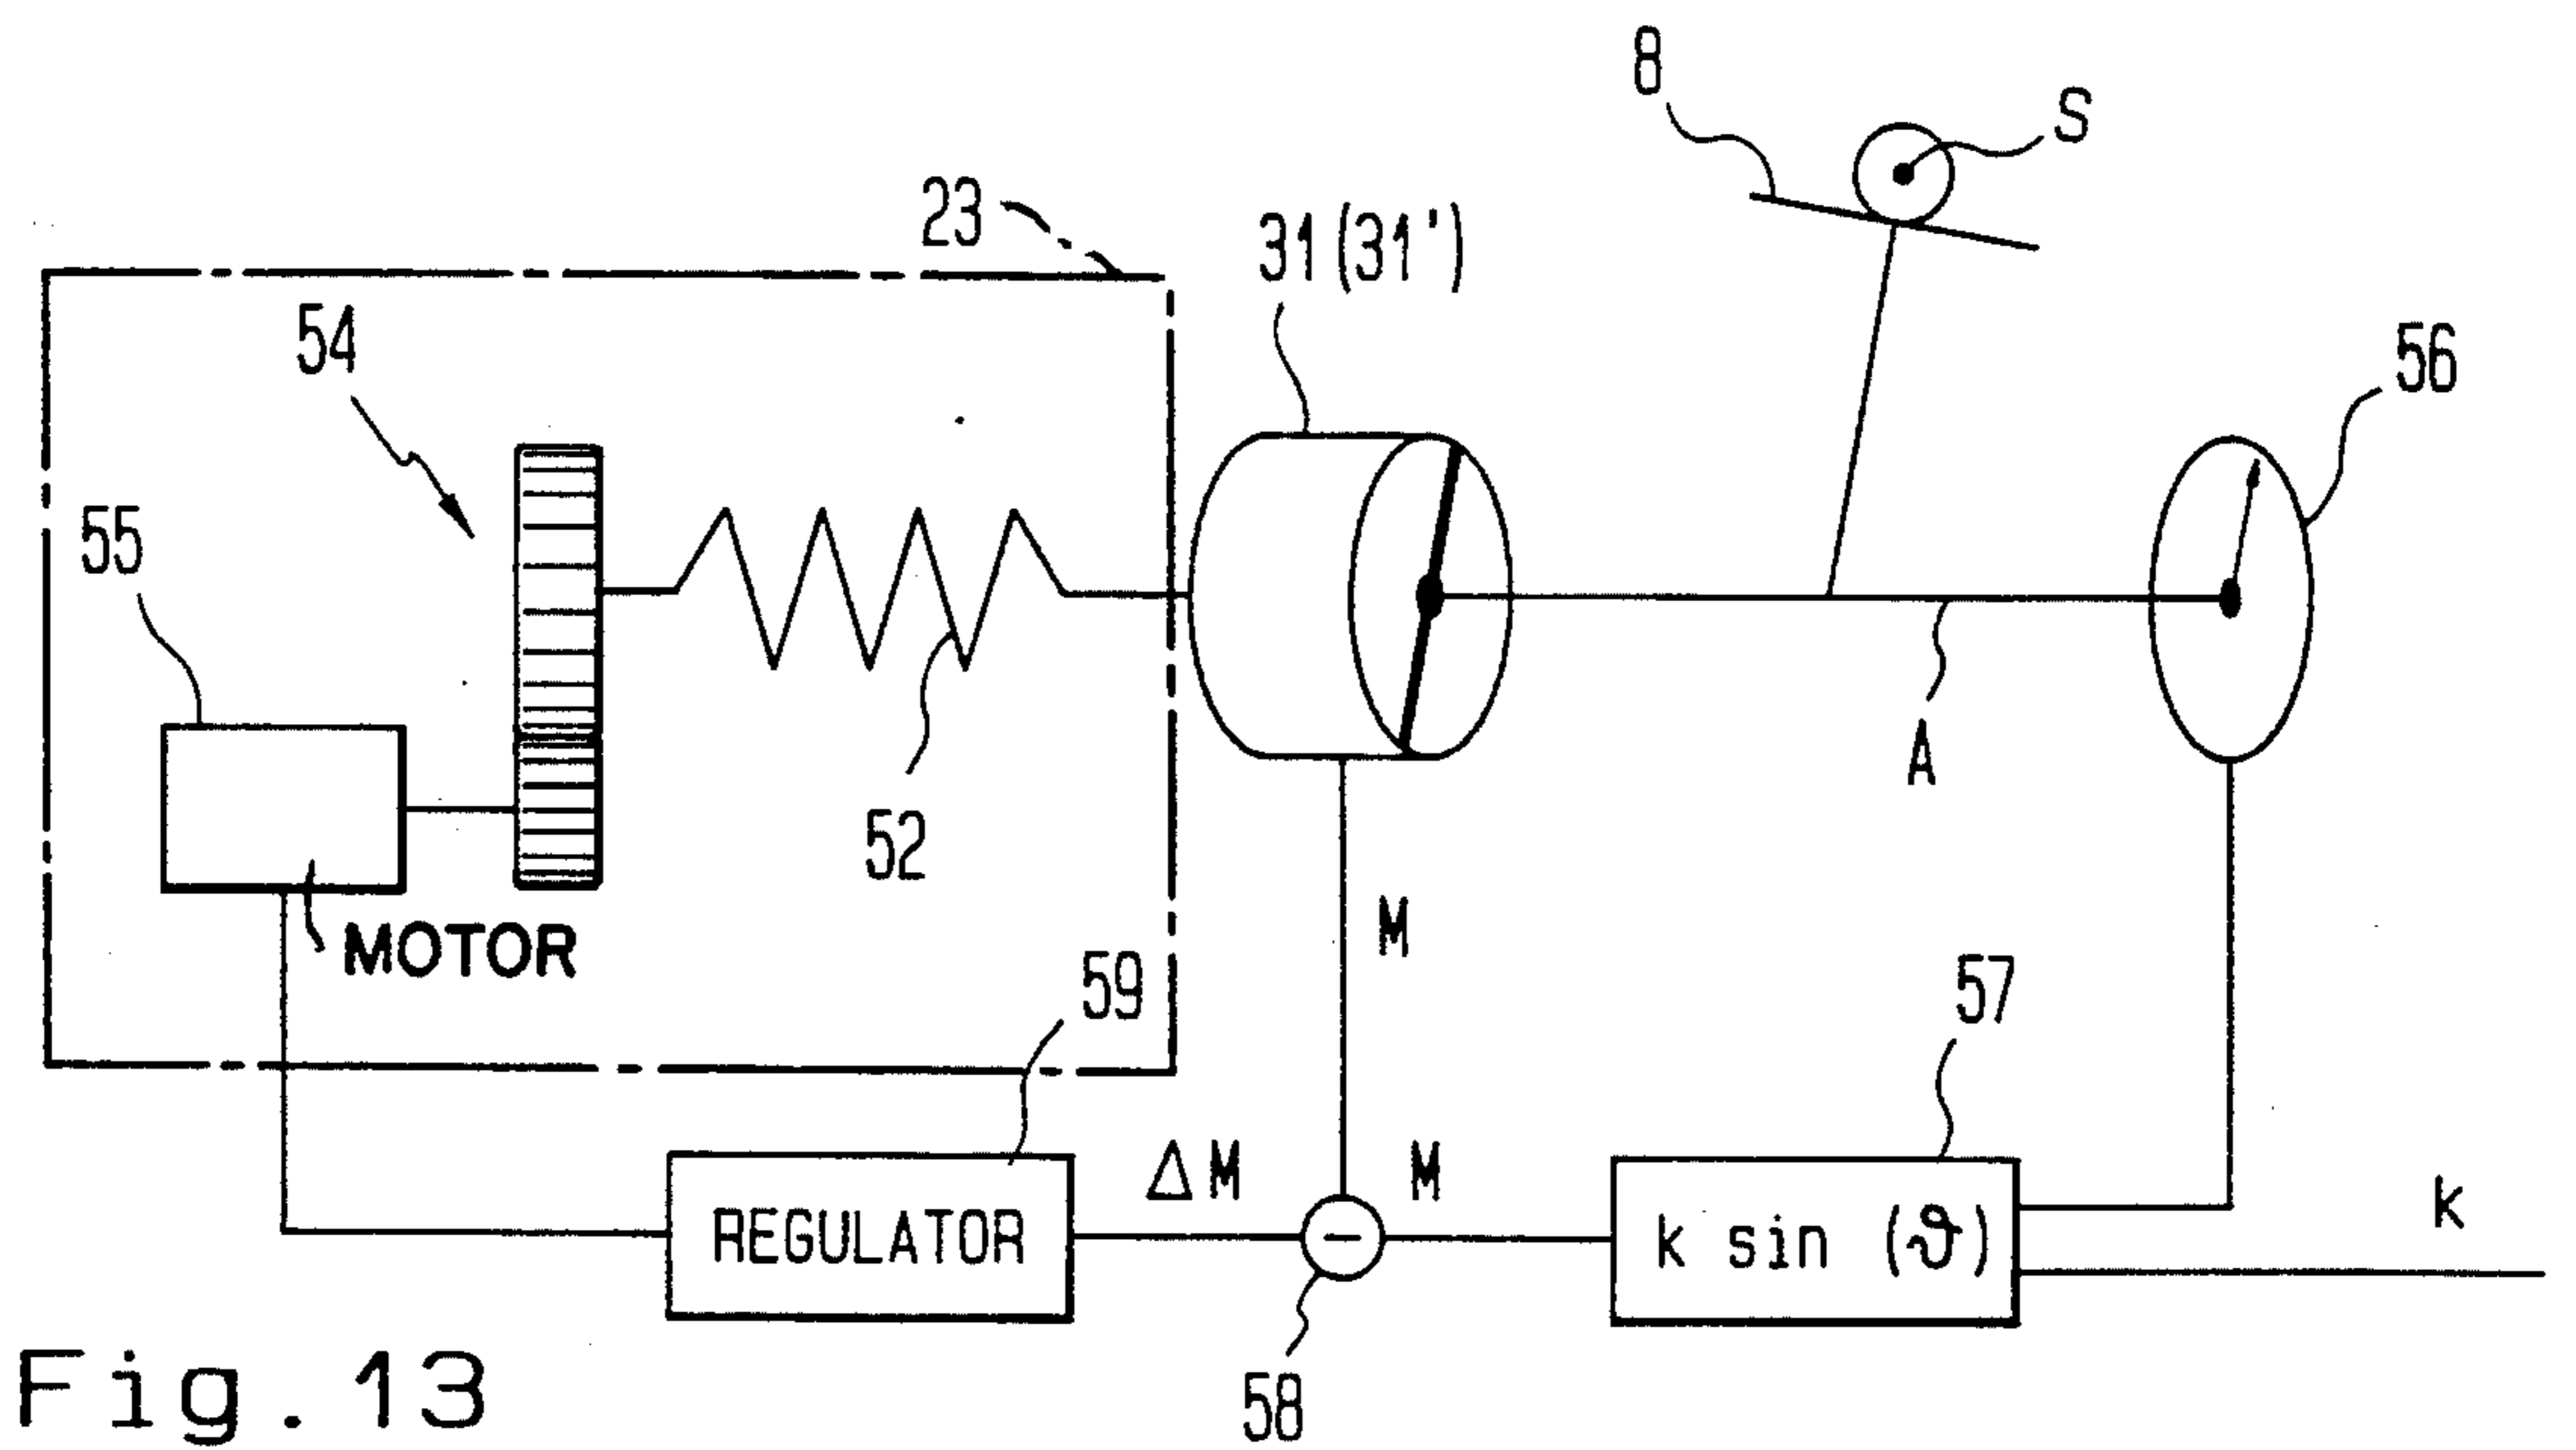 8
S
23
31(31')
54
56
55
52
A
MOTOR
M
59
57
ΔM
M
k
REGULATOR
−
k sin (ϑ)
58
Fig.13